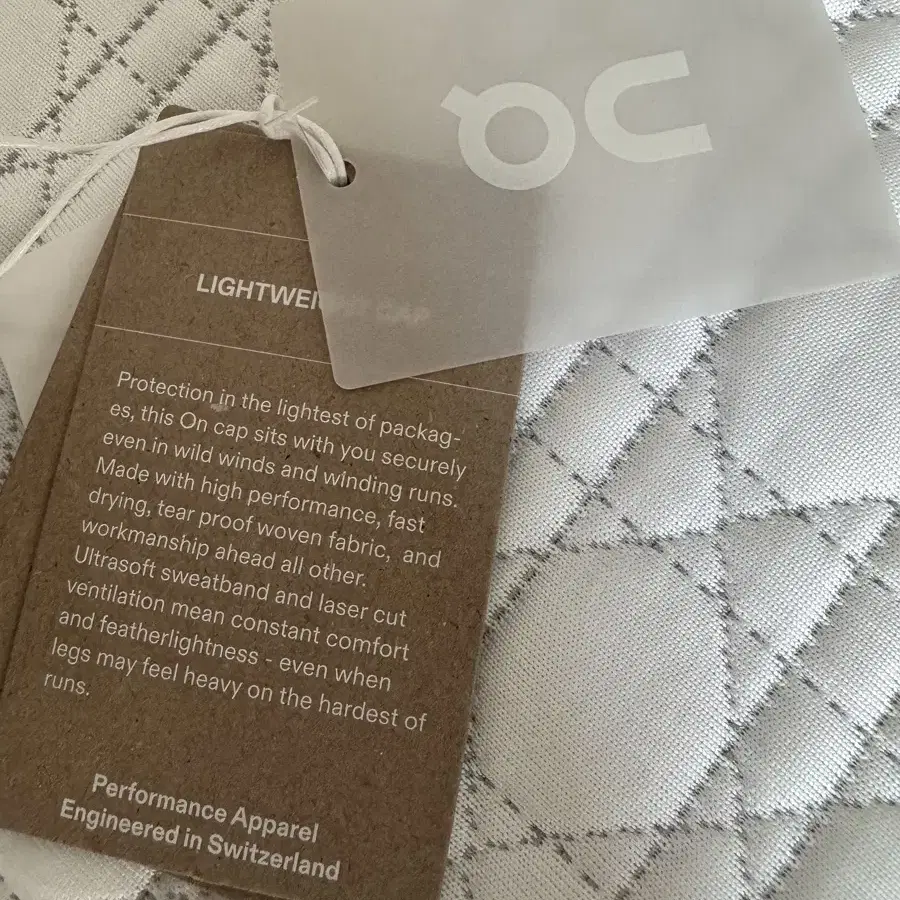 On
LIGHTWEIGHT CAP
Protection in the lightest of packag-
es, this On cap sits with you securely
even in wild winds and winding runs.
Made with high performance, fast
drying, tear proof woven fabric, and
workmanship ahead all other.
Ultrasoft sweatband and laser cut
ventilation mean constant comfort
and featherlightness - even when
legs may feel heavy on the hardest of
runs.
Performance Apparel
Engineered in Switzerland